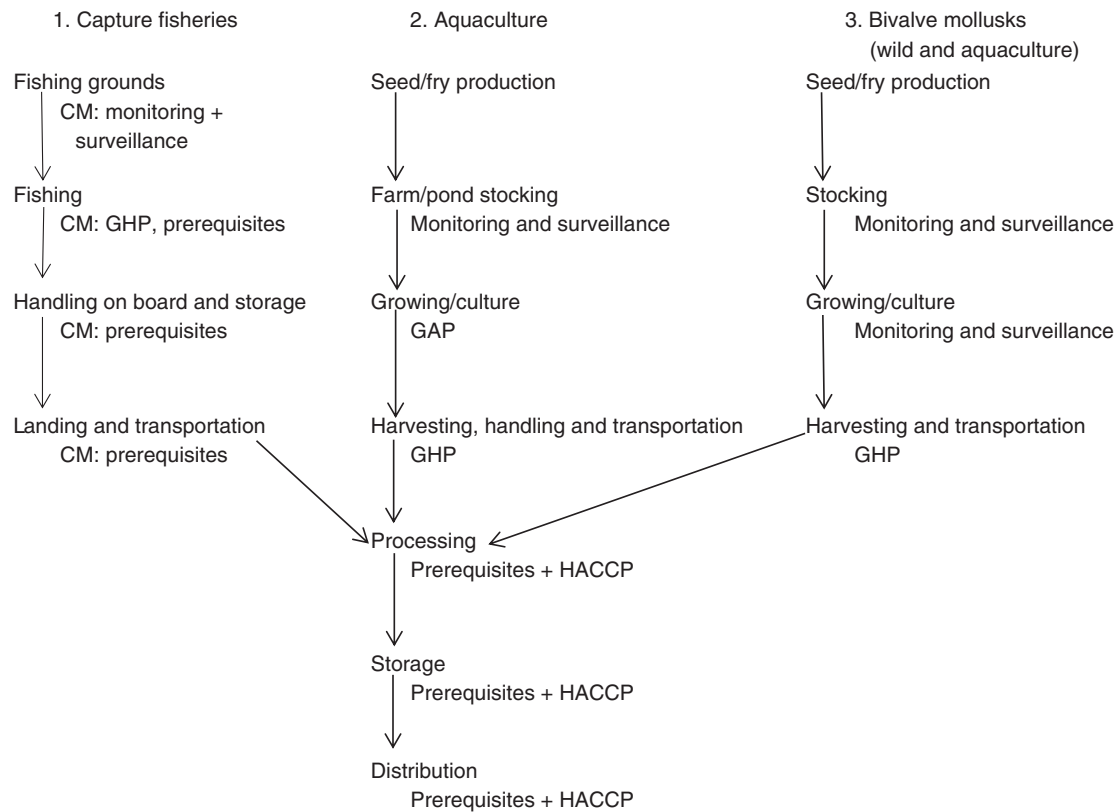 1. Capture fisheries
Fishing grounds
CM: monitoring +
surveillance
Fishing
CM: GHP, prerequisites
Handling on board and storage
CM: prerequisites
Landing and transportation
CM: prerequisites
2. Aquaculture
Seed/fry production
Farm/pond stocking
Monitoring and surveillance
Growing/culture
GAP
Harvesting, handling and transportation
GHP
3. Bivalve mollusks
(wild and aquaculture)
Seed/fry production
Stocking
Monitoring and surveillance
Growing/culture
Monitoring and surveillance
Harvesting and transportation
GHP
Processing
Prerequisites + HACCP
Storage
Prerequisites + HACCP
Distribution
Prerequisites + HACCP